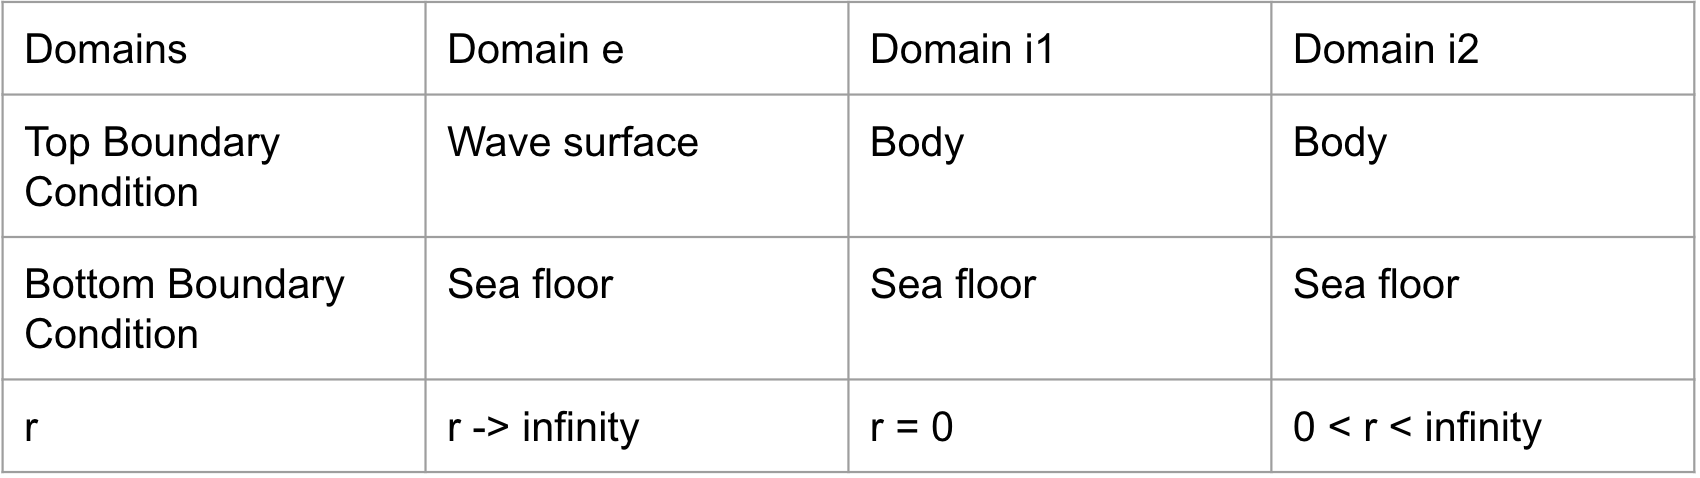 Domains Domain e Domain i1 Domain i2
Top Boundary Condition Wave surface Body Body
Bottom Boundary Condition Sea floor Sea floor Sea floor
r r -> infinity r = 0 0 < r < infinity